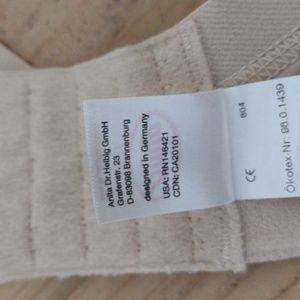 Anita Dr.Helbig GmbH
Grafenstr. 23
D-83098 Brannenburg
designed in Germany
USA: RN146421
CDN: CA20101
804
CE
Ökotex-Nr: 98.0.1439